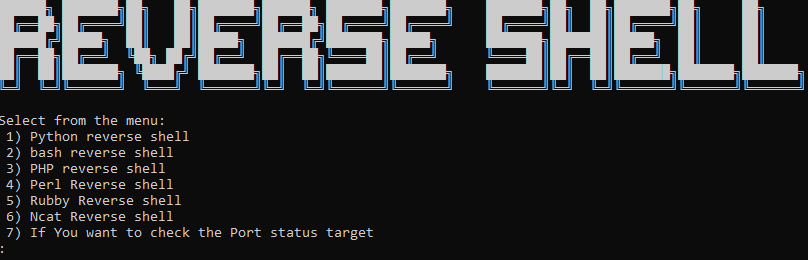 REVERSE SHELL
Select from the menu:
1) Python reverse shell
2) bash reverse shell
3) PHP reverse shell
4) Perl Reverse shell
5) Rubby Reverse shell
6) Ncat Reverse shell
7) If You want to check the Port status target
: